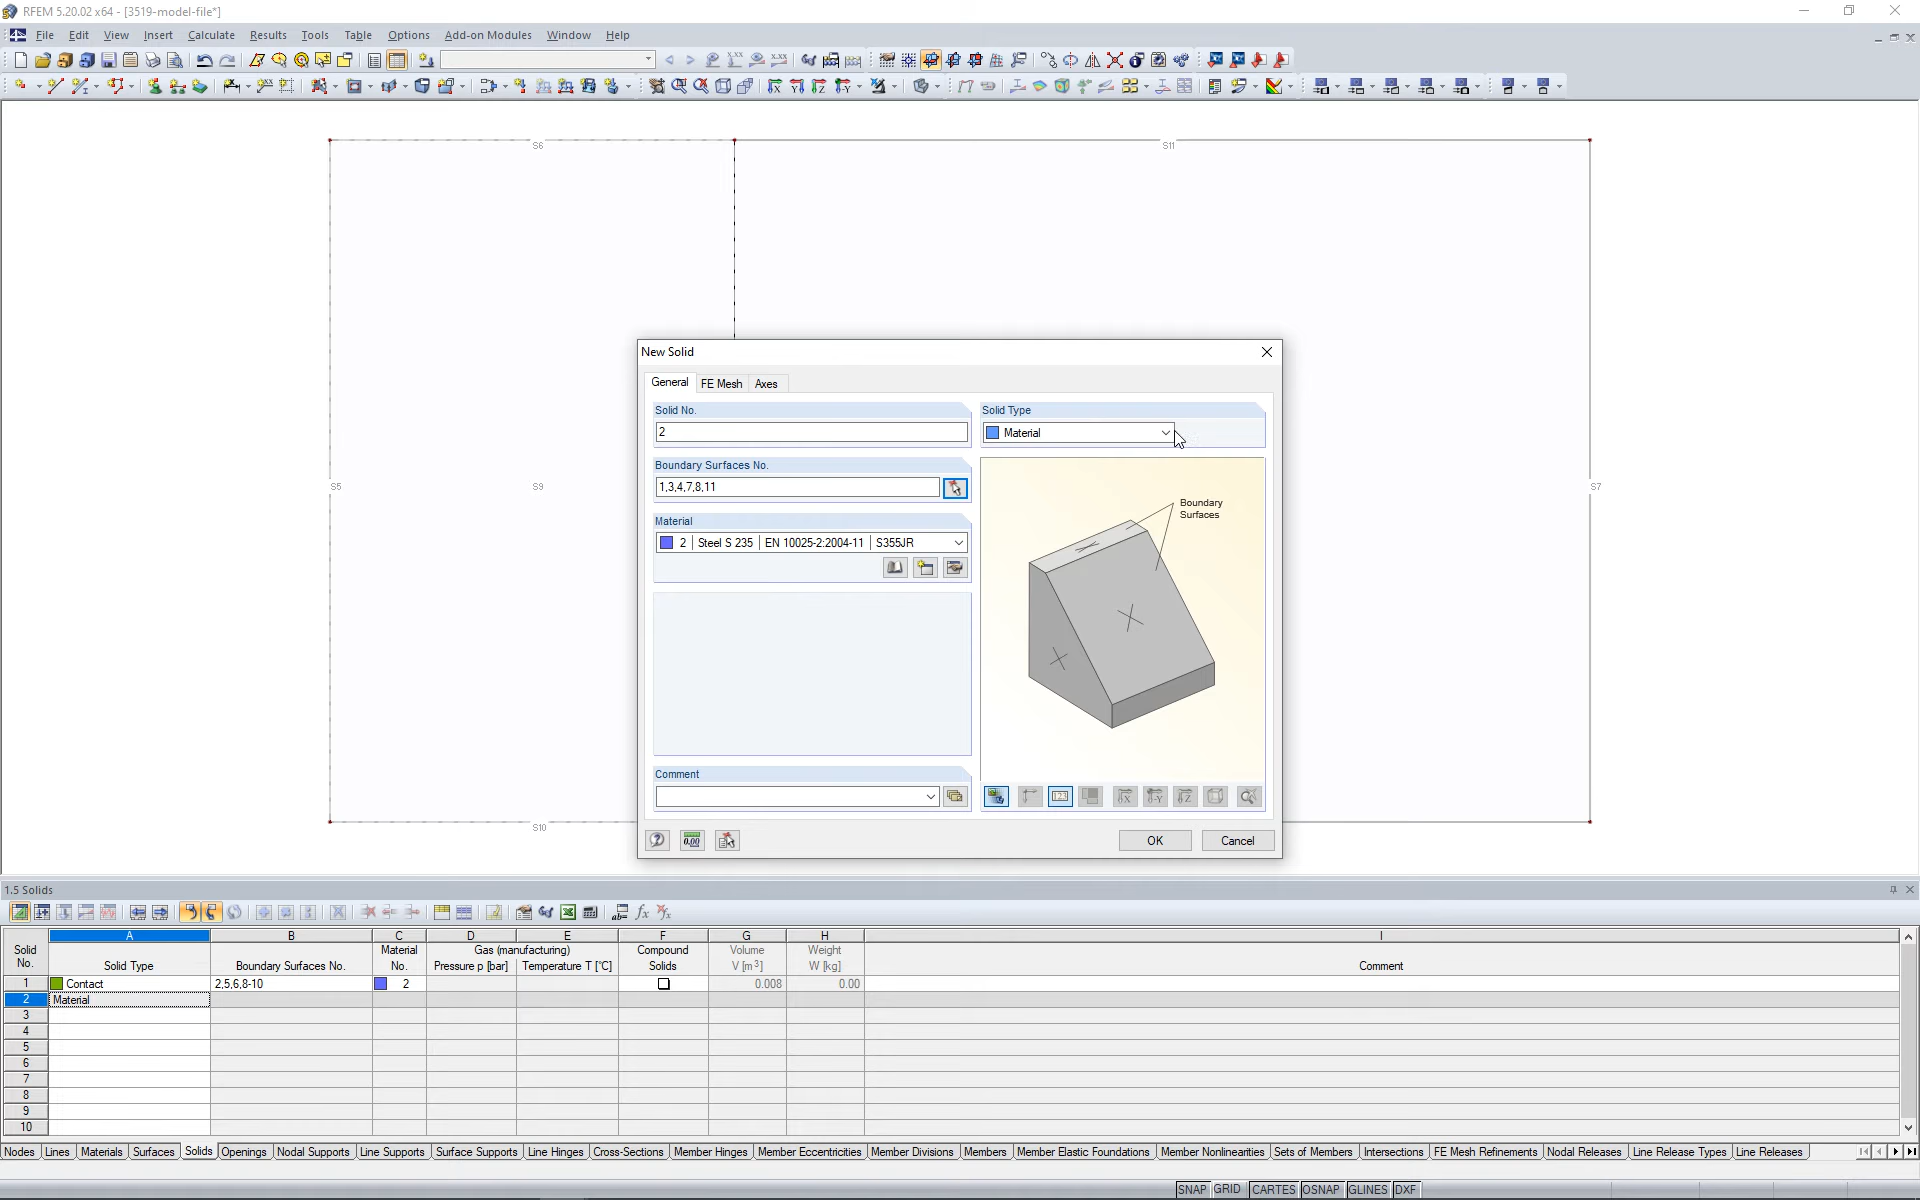 RFEM 5.20.02 x64 - [3519-model-file*]
File Edit View Insert Calculate Results Tools Table Options Add-on Modules Window Help
S6
S11
S5
S9
S7
S10
New Solid
General FE Mesh Axes
Solid No.
2
Solid Type
Material
Boundary Surfaces No.
1,3,4,7,8,11
Material
2 Steel S 235 EN 10025-2:2004-11 S355JR
Boundary
Surfaces
Comment
OK Cancel
1.5 Solids
A B C D E F G H I
Solid
No.
Solid Type
Boundary Surfaces No.
Material
No.
Gas (manufacturing)
Pressure p [bar] Temperature T [°C]
Compound
Solids
Volume
V [m³]
Weight
W [kg]
Comment
1 Contact 2,5,6,8-10 2 0.008 0.00
2 Material
3
4
5
6
7
8
9
10
Nodes Lines Materials Surfaces Solids Openings Nodal Supports Line Supports Surface Supports Line Hinges Cross-Sections Member Hinges Member Eccentricities Member Divisions Members Member Elastic Foundations Member Nonlinearities Sets of Members Intersections FE Mesh Refinements Nodal Releases Line Release Types Line Releases
SNAP GRID CARTES OSNAP GLINES DXF